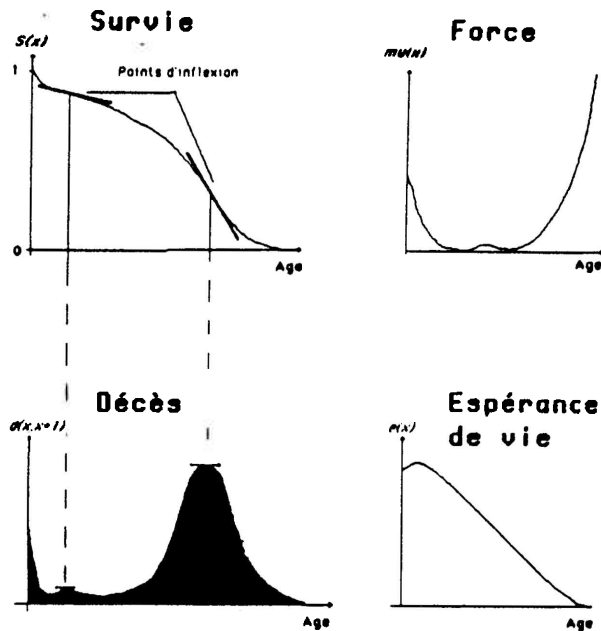 Survie
S(x)
1
Points d'inflexion
0
Age
Force
mu(x)
Age
Décès
d(x,x+1)
Age
Espérance
de vie
e(x)
Age